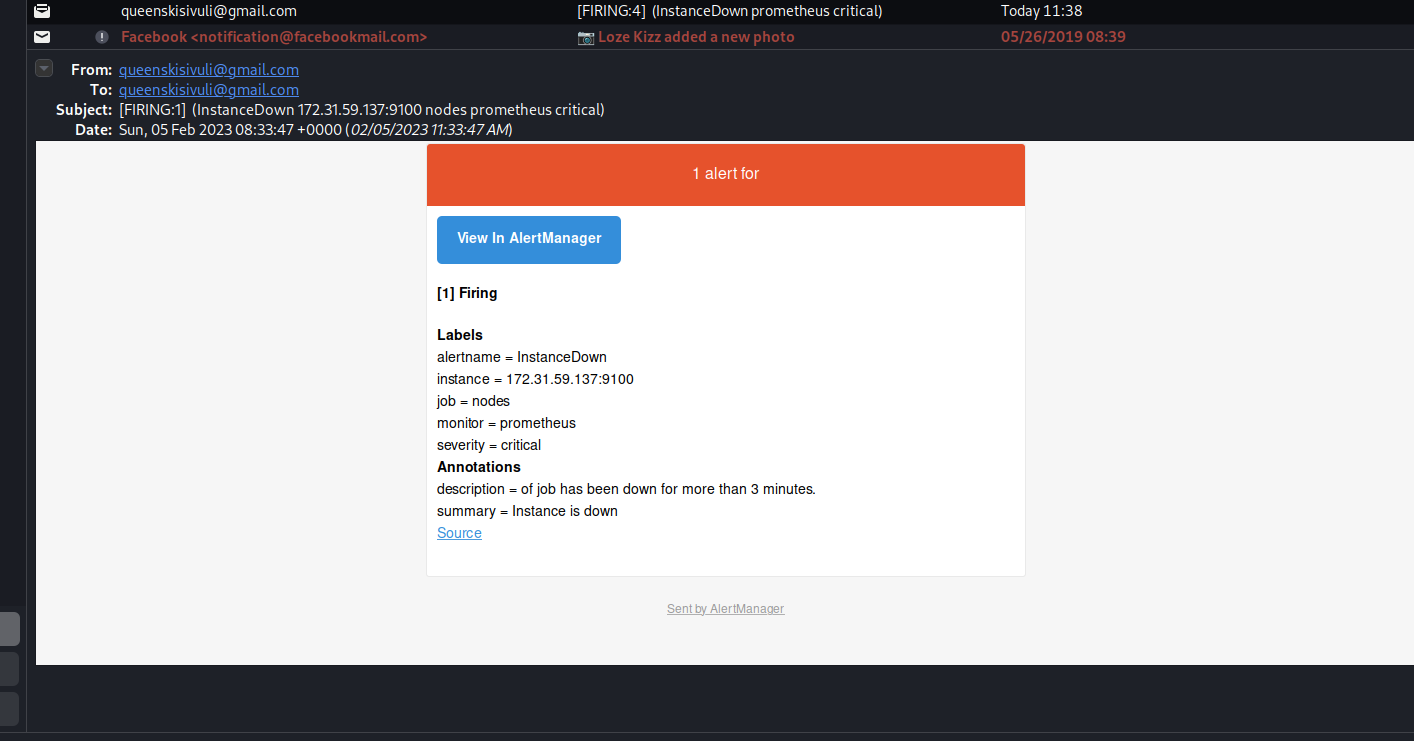 queenskisivuli@gmail.com [FIRING:4] (InstanceDown prometheus critical) Today 11:38
Facebook <notification@facebookmail.com> 📷 Loze Kizz added a new photo 05/26/2019 08:39
From: queenskisivuli@gmail.com
To: queenskisivuli@gmail.com
Subject: [FIRING:1] (InstanceDown 172.31.59.137:9100 nodes prometheus critical)
Date: Sun, 05 Feb 2023 08:33:47 +0000 (02/05/2023 11:33:47 AM)
1 alert for
View In AlertManager
[1] Firing
Labels
alertname = InstanceDown
instance = 172.31.59.137:9100
job = nodes
monitor = prometheus
severity = critical
Annotations
description = of job has been down for more than 3 minutes.
summary = Instance is down
Source
Sent by AlertManager